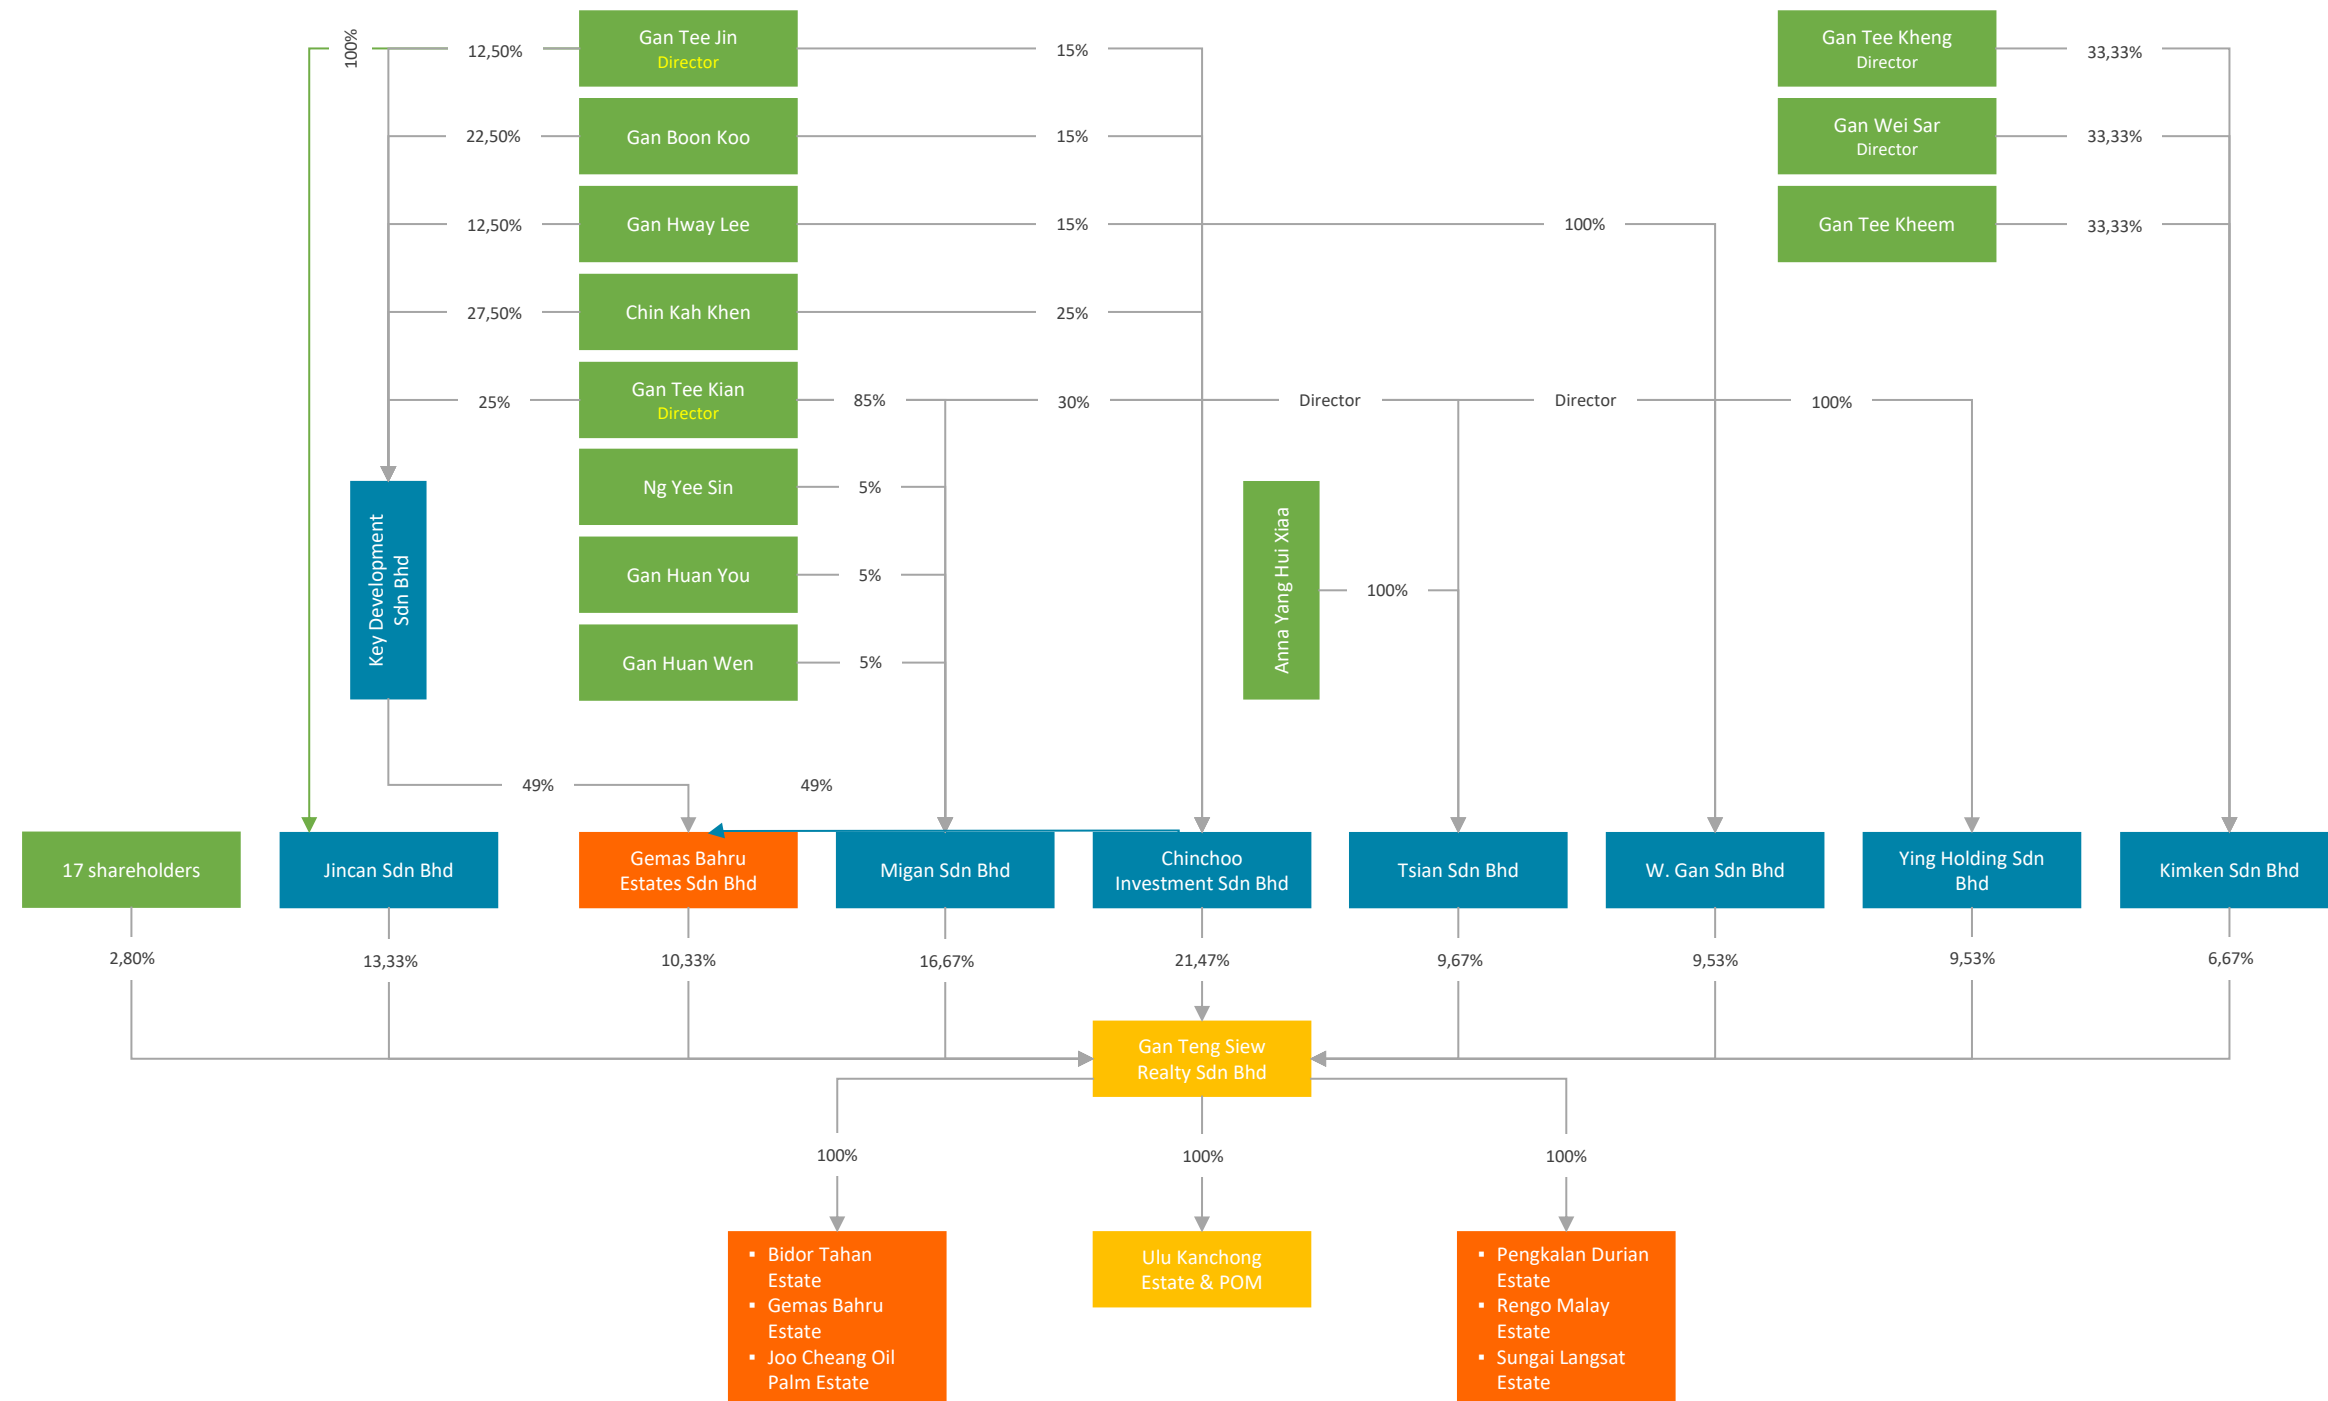 100%
12,50%
Gan Tee Jin
Director
15%
Gan Tee Kheng
Director
33,33%
22,50%
Gan Boon Koo
15%
Gan Wei Sar
Director
33,33%
12,50%
Gan Hway Lee
15%
100%
Gan Tee Kheem
33,33%
27,50%
Chin Kah Khen
25%
25%
Gan Tee Kian
Director
85%
30%
Director
Director
100%
Ng Yee Sin
5%
Key Development
Sdn Bhd
Gan Huan You
5%
Anna Yang Hui Xiaa
100%
Gan Huan Wen
5%
49%
49%
17 shareholders
Jincan Sdn Bhd
Gemas Bahru
Estates Sdn Bhd
Migan Sdn Bhd
Chinchoo
Investment Sdn Bhd
Tsian Sdn Bhd
W. Gan Sdn Bhd
Ying Holding Sdn
Bhd
Kimken Sdn Bhd
2,80%
13,33%
10,33%
16,67%
21,47%
9,67%
9,53%
9,53%
6,67%
Gan Teng Siew
Realty Sdn Bhd
100%
100%
100%
▪ Bidor Tahan
Estate
▪ Gemas Bahru
Estate
▪ Joo Cheang Oil
Palm Estate
Ulu Kanchong
Estate & POM
▪ Pengkalan Durian
Estate
▪ Rengo Malay
Estate
▪ Sungai Langsat
Estate